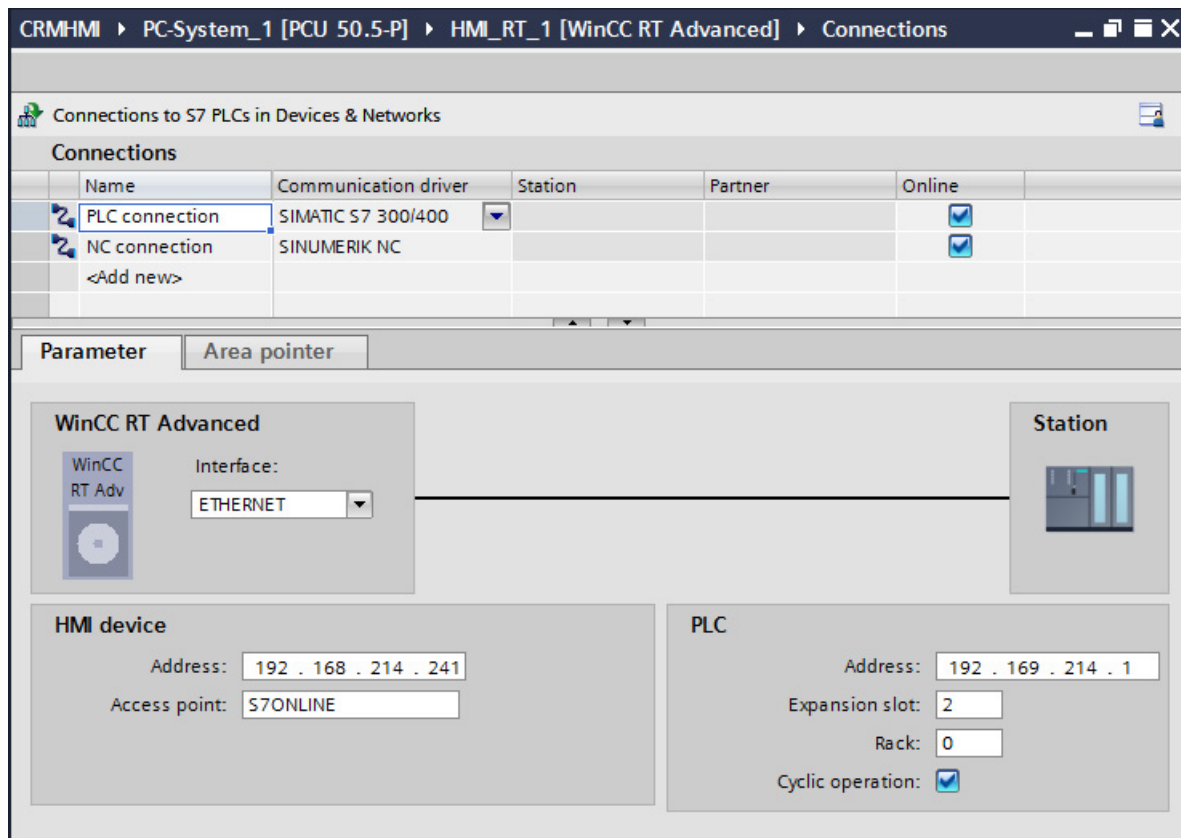 CRMHMI ▸ PC-System_1 [PCU 50.5-P] ▸ HMI_RT_1 [WinCC RT Advanced] ▸ Connections
Connections to S7 PLCs in Devices & Networks
Connections
Name Communication driver Station Partner Online
PLC connection SIMATIC S7 300/400
NC connection SINUMERIK NC
<Add new>
Parameter Area pointer
WinCC RT Advanced
WinCC
RT Adv
Interface:
ETHERNET
Station
HMI device
Address: 192 . 168 . 214 . 241
Access point: S7ONLINE
PLC
Address: 192 . 169 . 214 . 1
Expansion slot: 2
Rack: 0
Cyclic operation: